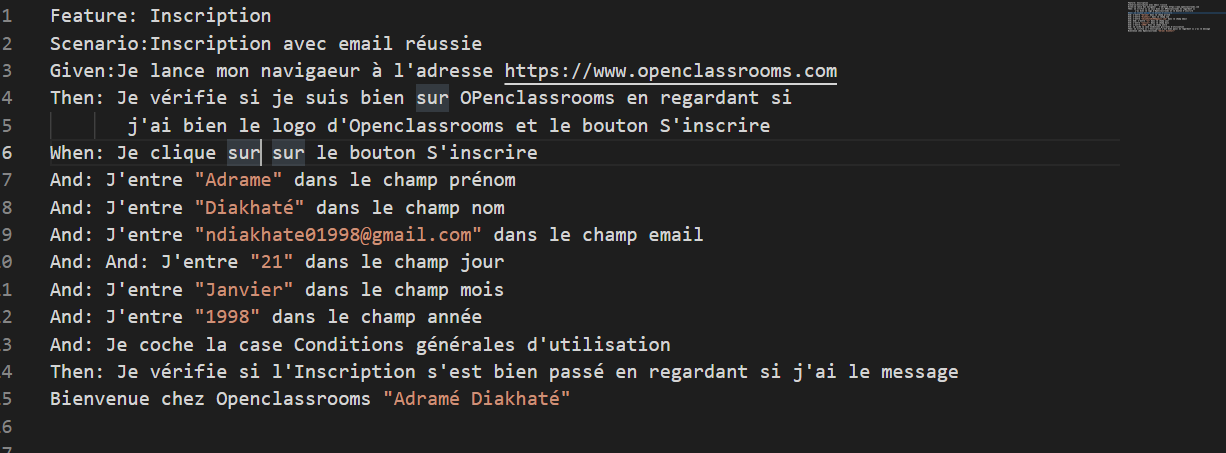 1 Feature: Inscription
2 Scenario:Inscription avec email réussie
3 Given:Je lance mon navigaeur à l'adresse https://www.openclassrooms.com
4 Then: Je vérifie si je suis bien sur OPenclassrooms en regardant si
5 j'ai bien le logo d'Openclassrooms et le bouton S'inscrire
6 When: Je clique sur sur le bouton S'inscrire
7 And: J'entre "Adrame" dans le champ prénom
8 And: J'entre "Diakhaté" dans le champ nom
9 And: J'entre "ndiakhate01998@gmail.com" dans le champ email
0 And: And: J'entre "21" dans le champ jour
1 And: J'entre "Janvier" dans le champ mois
2 And: J'entre "1998" dans le champ année
3 And: Je coche la case Conditions générales d'utilisation
4 Then: Je vérifie si l'Inscription s'est bien passé en regardant si j'ai le message
5 Bienvenue chez Openclassrooms "Adramé Diakhaté"
6